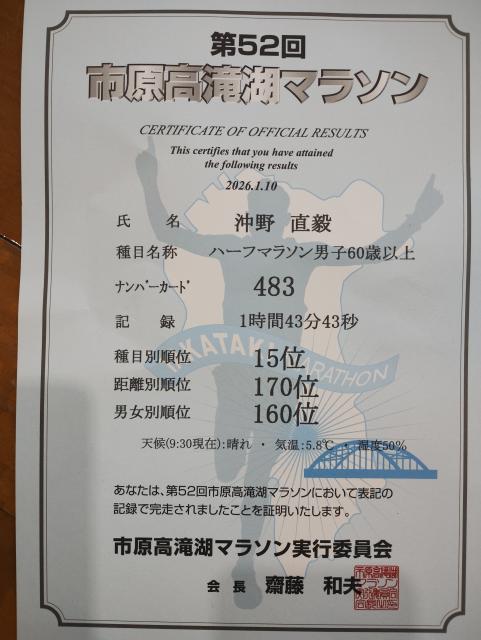 第52回
市原高滝湖マラソン
CERTIFICATE OF OFFICIAL RESULTS
This certifies that you have attained
the following results
2026.1.10
氏 名 沖野 直毅
種目名称 ハーフマラソン男子60歳以上
ナンバーカード 483
記 録 1時間43分43秒
種目別順位 15位
距離別順位 170位
男女別順位 160位
天候(9:30現在):晴れ ・ 気温:5.8℃ ・ 湿度50%
あなたは、第52回市原高滝湖マラソンにおいて表記の
記録で完走されましたことを証明いたします。
市原高滝湖マラソン実行委員会
会 長 齋藤 和夫